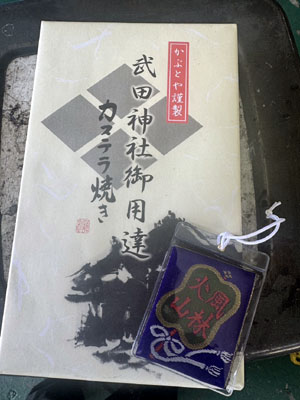 かぶとや謹製
武田神社御用達
カステラ焼き
風林
火山